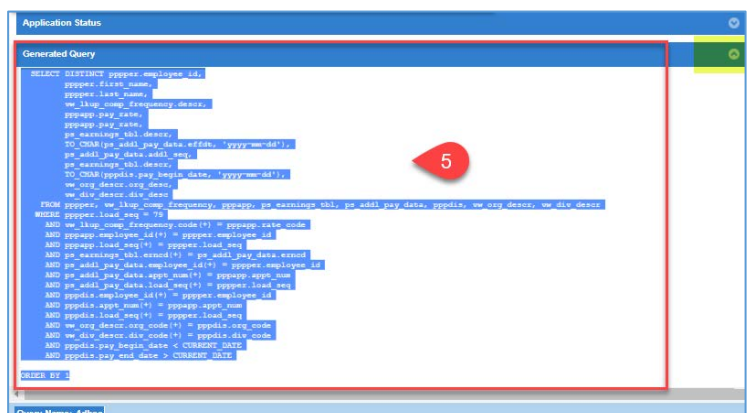 Application Status
Generated Query
SELECT DISTINCT pppper.employee_id,
pppper.first_name,
pppper.last_name,
vw_lkup_comp_frequency.descr,
pppapp.pay_rate,
pppapp.pay_rate,
ps_earnings_tbl.descr,
TO_CHAR(ps_addl_pay_data.effdt, 'yyyy-mm-dd'),
ps_addl_pay_data.addl_seq,
ps_earnings_tbl.descr,
TO_CHAR(pppdis.pay_begin_date, 'yyyy-mm-dd'),
vw_org_descr.org_desc,
vw_div_descr.div_desc
FROM pppper, vw_lkup_comp_frequency, pppapp, ps_earnings_tbl, ps_addl_pay_data, pppdis, vw_org_descr, vw_div_descr
WHERE pppper.load_seq = 79
AND vw_lkup_comp_frequency.code(+) = pppapp.rate_code
AND pppapp.employee_id(+) = pppper.employee_id
AND pppapp.load_seq(+) = pppper.load_seq
AND ps_earnings_tbl.erncd(+) = ps_addl_pay_data.erncd
AND ps_addl_pay_data.employee_id(+) = pppper.employee_id
AND ps_addl_pay_data.appt_num(+) = pppapp.appt_num
AND ps_addl_pay_data.load_seq(+) = pppper.load_seq
AND pppdis.employee_id(+) = pppper.employee_id
AND pppdis.appt_num(+) = pppapp.appt_num
AND pppdis.load_seq(+) = pppper.load_seq
AND vw_org_descr.org_code(+) = pppdis.org_code
AND vw_div_descr.div_code(+) = pppdis.div_code
AND pppdis.pay_begin_date < CURRENT_DATE
AND pppdis.pay_end_date > CURRENT_DATE
ORDER BY 1
5
Query Name: Adhoc